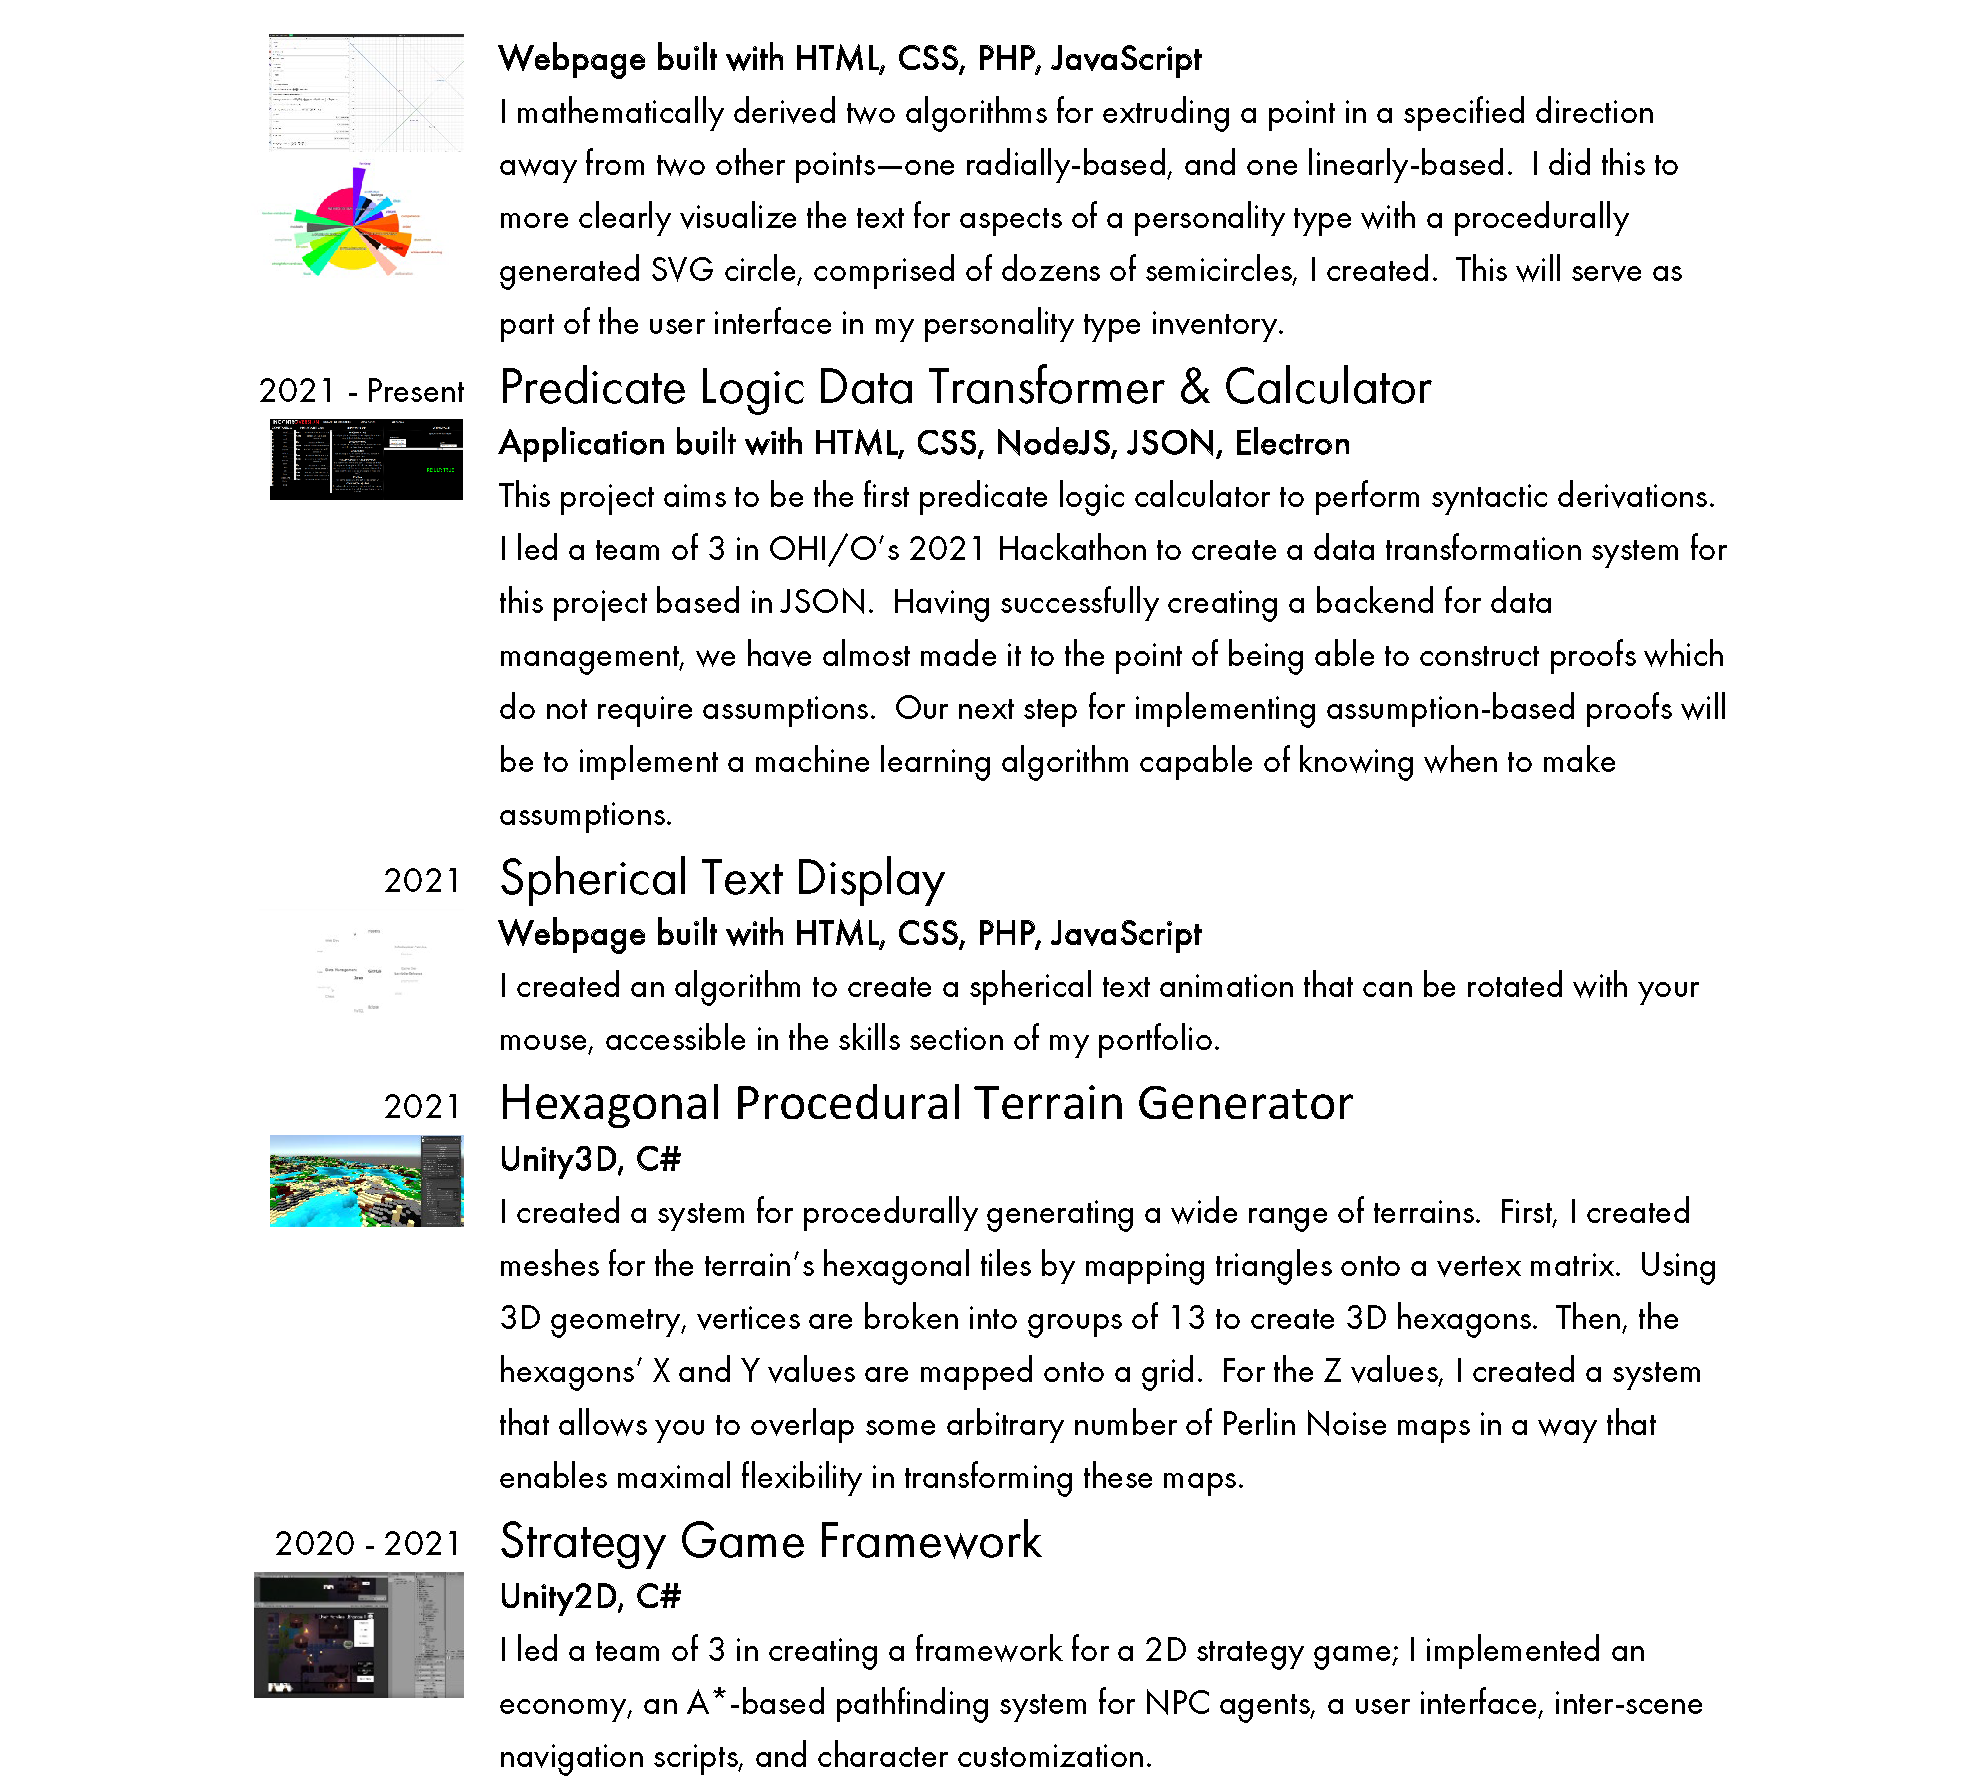 Webpage built with HTML, CSS, PHP, JavaScript
I mathematically derived two algorithms for extruding a point in a specified direction
away from two other points—one radially-based, and one linearly-based.  I did this to
more clearly visualize the text for aspects of a personality type with a procedurally
generated SVG circle, comprised of dozens of semicircles, I created.  This will serve as
part of the user interface in my personality type inventory.
2021 - Present
Predicate Logic Data Transformer & Calculator
Application built with HTML, CSS, NodeJS, JSON, Electron
This project aims to be the first predicate logic calculator to perform syntactic derivations.
I led a team of 3 in OHI/O’s 2021 Hackathon to create a data transformation system for
this project based in JSON.  Having successfully creating a backend for data
management, we have almost made it to the point of being able to construct proofs which
do not require assumptions.  Our next step for implementing assumption-based proofs will
be to implement a machine learning algorithm capable of knowing when to make
assumptions.
2021
Spherical Text Display
Webpage built with HTML, CSS, PHP, JavaScript
I created an algorithm to create a spherical text animation that can be rotated with your
mouse, accessible in the skills section of my portfolio.
2021
Hexagonal Procedural Terrain Generator
Unity3D, C#
I created a system for procedurally generating a wide range of terrains.  First, I created
meshes for the terrain’s hexagonal tiles by mapping triangles onto a vertex matrix.  Using
3D geometry, vertices are broken into groups of 13 to create 3D hexagons.  Then, the
hexagons’ X and Y values are mapped onto a grid.  For the Z values, I created a system
that allows you to overlap some arbitrary number of Perlin Noise maps in a way that
enables maximal flexibility in transforming these maps.
2020 - 2021
Strategy Game Framework
Unity2D, C#
I led a team of 3 in creating a framework for a 2D strategy game; I implemented an
economy, an A*-based pathfinding system for NPC agents, a user interface, inter-scene
navigation scripts, and character customization.